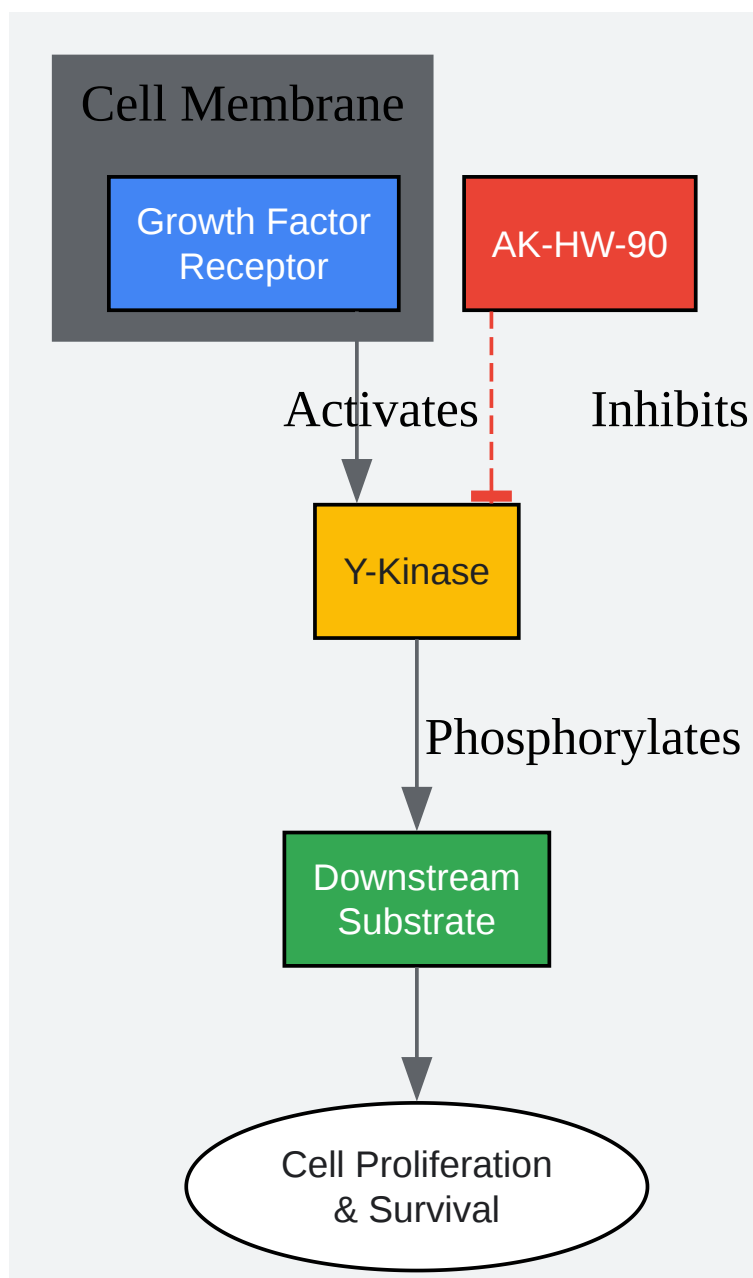 Cell Membrane
Growth Factor
Receptor
AK-HW-90
Activates
Inhibits
Y-Kinase
Phosphorylates
Downstream
Substrate
Cell Proliferation
& Survival